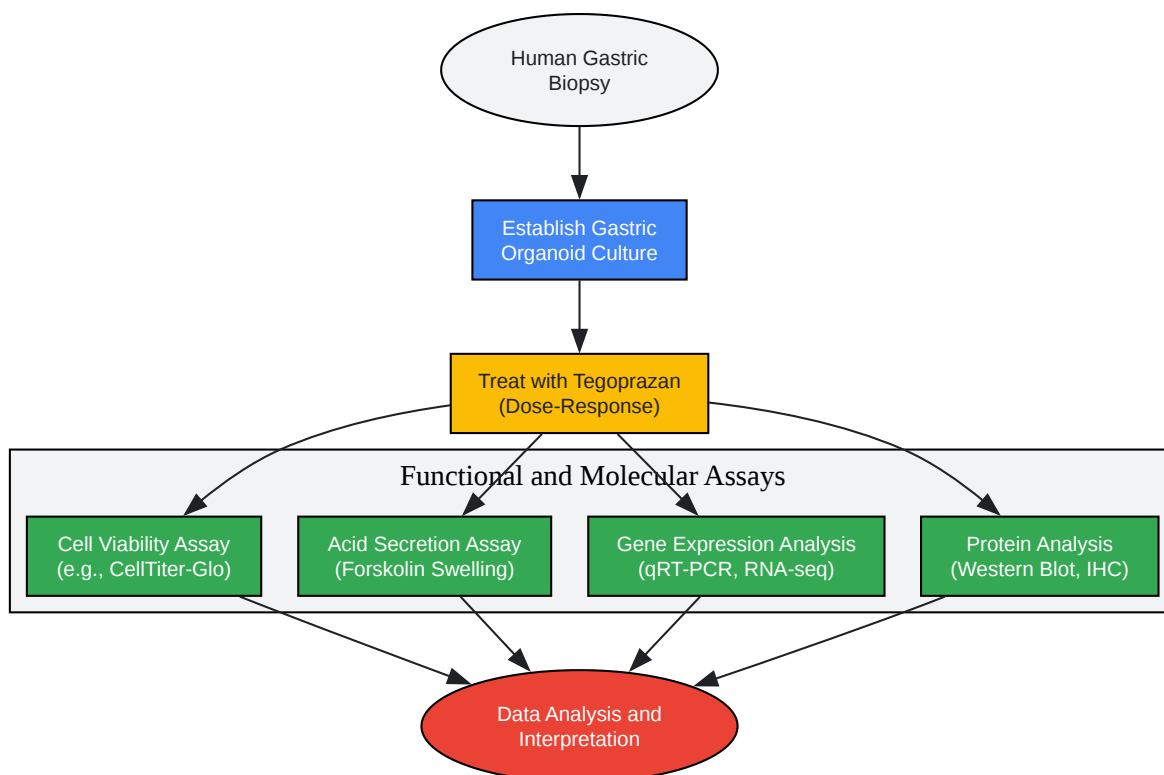 Human Gastric
Biopsy
Establish Gastric
Organoid Culture
Treat with Tegoprazan
(Dose-Response)
Functional and Molecular Assays
Cell Viability Assay
(e.g., CellTiter-Glo)
Acid Secretion Assay
(Forskolin Swelling)
Gene Expression Analysis
(qRT-PCR, RNA-seq)
Protein Analysis
(Western Blot, IHC)
Data Analysis and
Interpretation